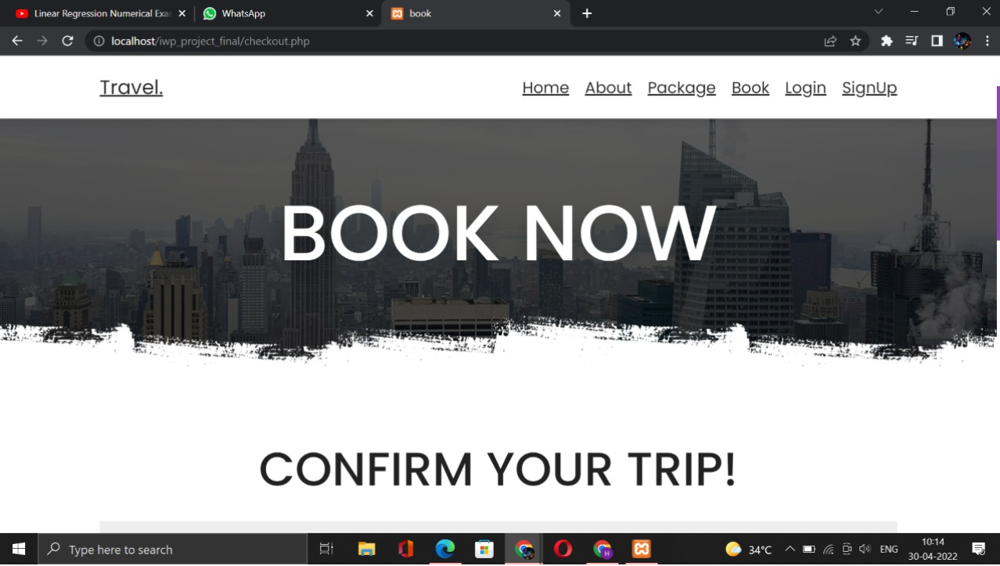 Linear Regression Numerical Exa
WhatsApp
book
localhost/iwp_project_final/checkout.php
Travel.
Home About Package Book Login SignUp
BOOK NOW
CONFIRM YOUR TRIP!
Type here to search
34°C
ENG
10:14
30-04-2022